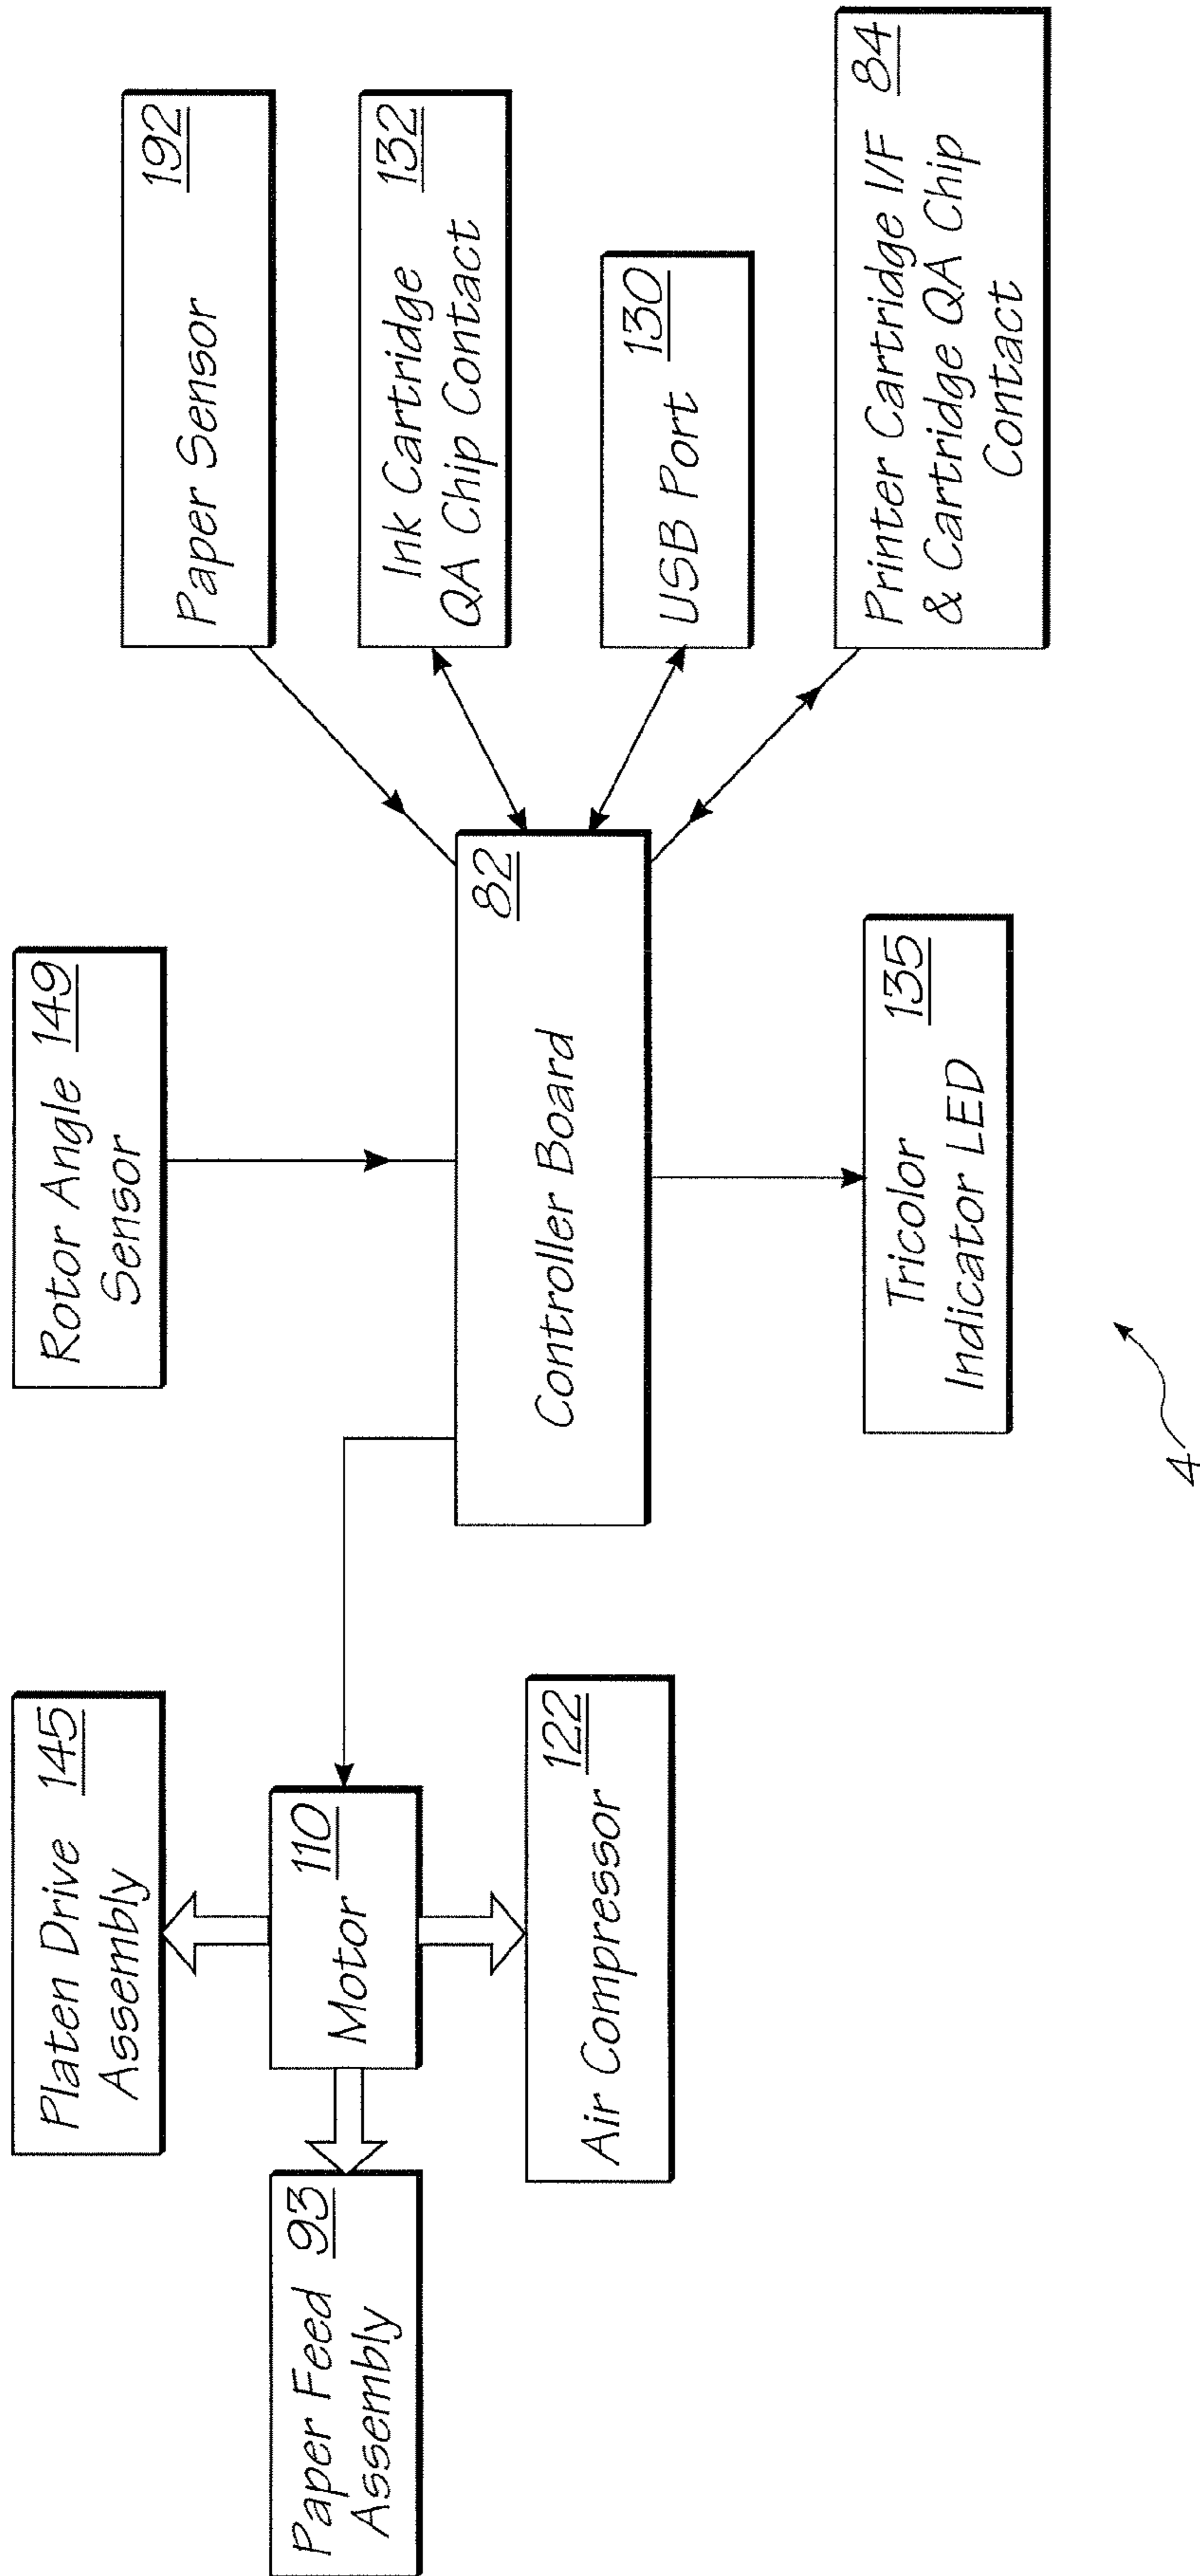 Platen Drive 145
Assembly
Rotor Angle 149
Sensor
Paper Sensor 192
Paper Feed 93
Assembly
Motor 110
Ink Cartridge 132
QA Chip Contact
Controller Board 82
Air Compressor 122
USB Port 130
Tricolor 135
Indicator LED
Printer Cartridge I/F 84
& Cartridge QA Chip
Contact
4